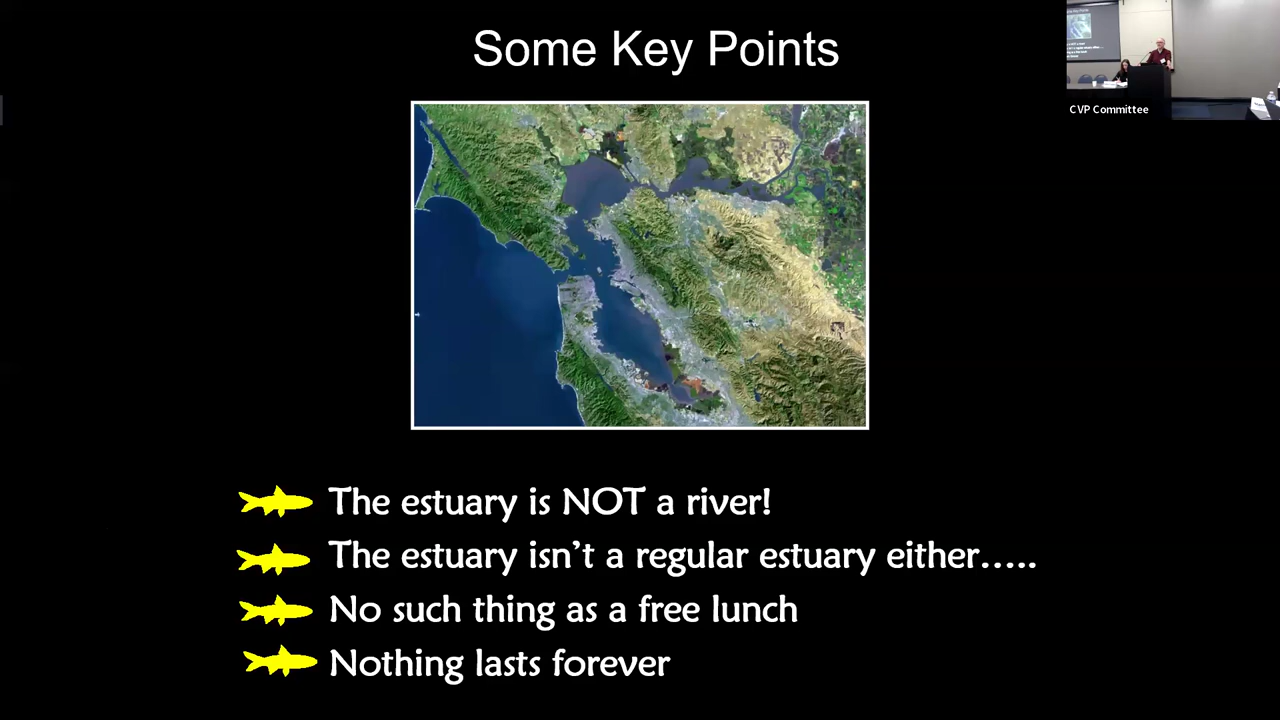 Some Key Points
CVP Committee
The estuary is NOT a river!
The estuary isn't a regular estuary either.....
No such thing as a free lunch
Nothing lasts forever